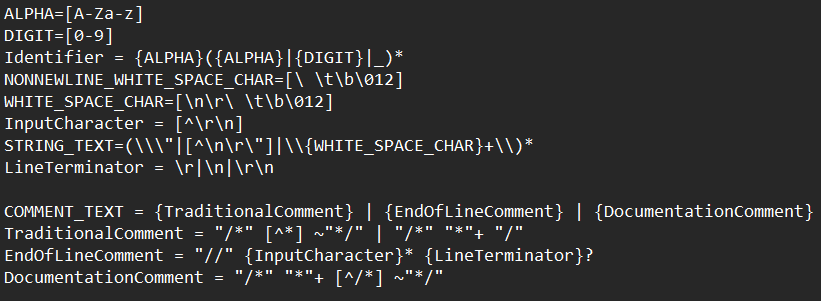 ALPHA=[A-Za-z]
DIGIT=[0-9]
Identifier = {ALPHA}({ALPHA}|{DIGIT}|_)*
NONNEWLINE_WHITE_SPACE_CHAR=[\ \t\b\012]
WHITE_SPACE_CHAR=[\n\r\ \t\b\012]
InputCharacter = [^\r\n]
STRING_TEXT=(\\\"|[^\n\r\"]|\\{WHITE_SPACE_CHAR}+\\)*
LineTerminator = \r|\n|\r\n
COMMENT_TEXT = {TraditionalComment} | {EndOfLineComment} | {DocumentationComment}
TraditionalComment = "/*" [^*] ~"*/" | "/*" "*"+ "/"
EndOfLineComment = "//" {InputCharacter}* {LineTerminator}?
DocumentationComment = "/*" "*"+ [^/*] ~"*/"